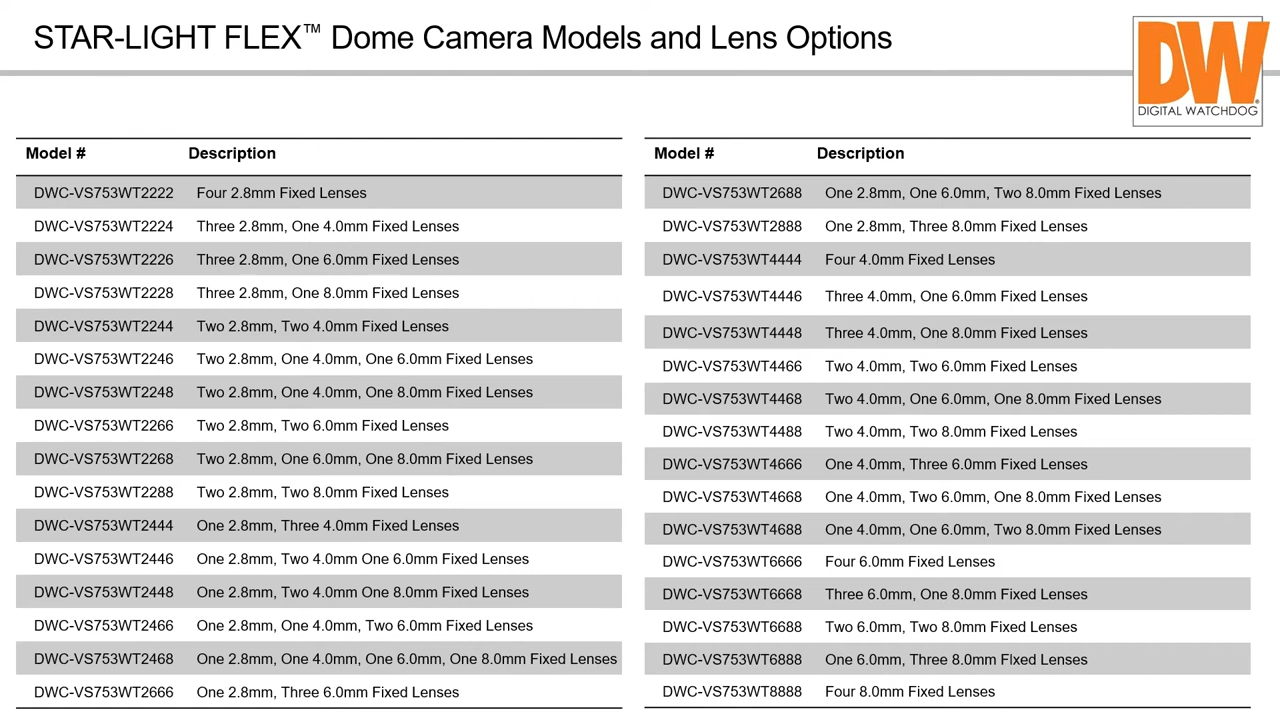 STAR-LIGHT FLEX™ Dome Camera Models and Lens Options
DW
DIGITAL WATCHDOG®
Model # Description
DWC-VS753WT2222 Four 2.8mm Fixed Lenses
DWC-VS753WT2224 Three 2.8mm, One 4.0mm Fixed Lenses
DWC-VS753WT2226 Three 2.8mm, One 6.0mm Fixed Lenses
DWC-VS753WT2228 Three 2.8mm, One 8.0mm Fixed Lenses
DWC-VS753WT2244 Two 2.8mm, Two 4.0mm Fixed Lenses
DWC-VS753WT2246 Two 2.8mm, One 4.0mm, One 6.0mm Fixed Lenses
DWC-VS753WT2248 Two 2.8mm, One 4.0mm, One 8.0mm Fixed Lenses
DWC-VS753WT2266 Two 2.8mm, Two 6.0mm Fixed Lenses
DWC-VS753WT2268 Two 2.8mm, One 6.0mm, One 8.0mm Fixed Lenses
DWC-VS753WT2288 Two 2.8mm, Two 8.0mm Fixed Lenses
DWC-VS753WT2444 One 2.8mm, Three 4.0mm Fixed Lenses
DWC-VS753WT2446 One 2.8mm, Two 4.0mm One 6.0mm Fixed Lenses
DWC-VS753WT2448 One 2.8mm, Two 4.0mm One 8.0mm Fixed Lenses
DWC-VS753WT2466 One 2.8mm, One 4.0mm, Two 6.0mm Fixed Lenses
DWC-VS753WT2468 One 2.8mm, One 4.0mm, One 6.0mm, One 8.0mm Fixed Lenses
DWC-VS753WT2666 One 2.8mm, Three 6.0mm Fixed Lenses
Model # Description
DWC-VS753WT2688 One 2.8mm, One 6.0mm, Two 8.0mm Fixed Lenses
DWC-VS753WT2888 One 2.8mm, Three 8.0mm Fixed Lenses
DWC-VS753WT4444 Four 4.0mm Fixed Lenses
DWC-VS753WT4446 Three 4.0mm, One 6.0mm Fixed Lenses
DWC-VS753WT4448 Three 4.0mm, One 8.0mm Fixed Lenses
DWC-VS753WT4466 Two 4.0mm, Two 6.0mm Fixed Lenses
DWC-VS753WT4468 Two 4.0mm, One 6.0mm, One 8.0mm Fixed Lenses
DWC-VS753WT4488 Two 4.0mm, Two 8.0mm Fixed Lenses
DWC-VS753WT4666 One 4.0mm, Three 6.0mm Fixed Lenses
DWC-VS753WT4668 One 4.0mm, Two 6.0mm, One 8.0mm Fixed Lenses
DWC-VS753WT4688 One 4.0mm, One 6.0mm, Two 8.0mm Fixed Lenses
DWC-VS753WT6666 Four 6.0mm Fixed Lenses
DWC-VS753WT6668 Three 6.0mm, One 8.0mm Fixed Lenses
DWC-VS753WT6688 Two 6.0mm, Two 8.0mm Fixed Lenses
DWC-VS753WT6888 One 6.0mm, Three 8.0mm Fixed Lenses
DWC-VS753WT8888 Four 8.0mm Fixed Lenses